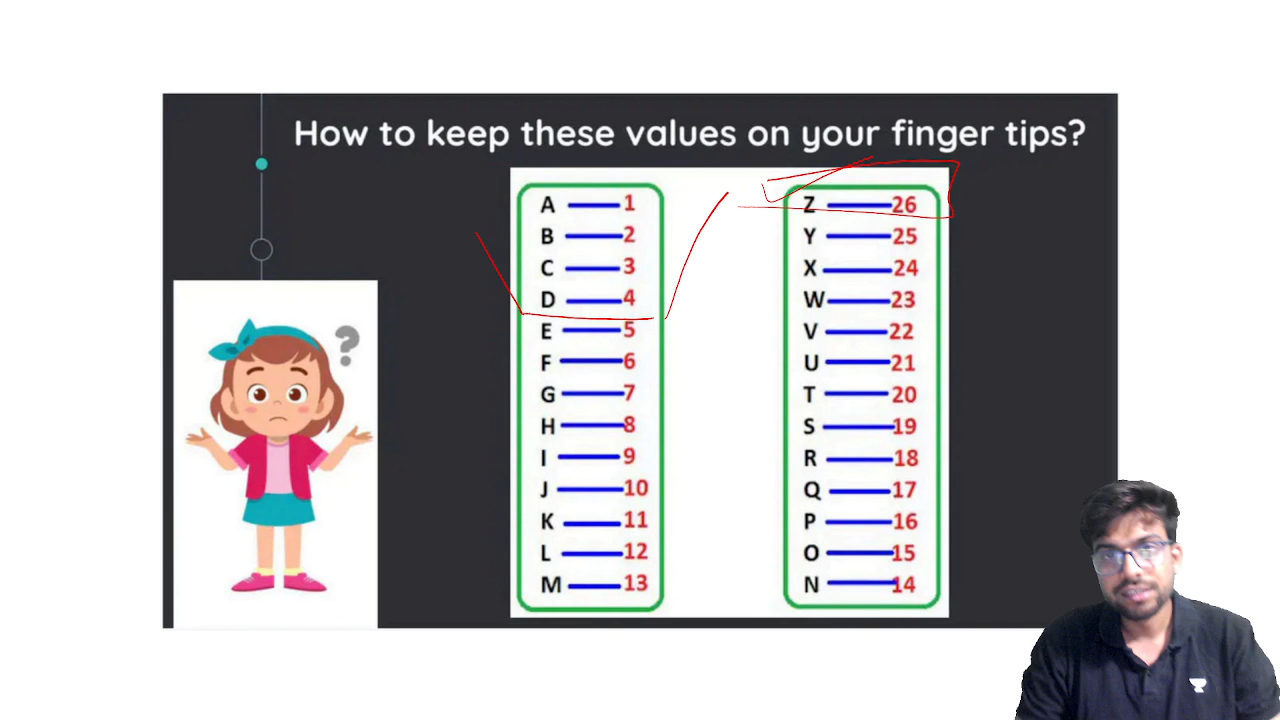 How to keep these values on your finger tips?
?
A 1
B 2
C 3
D 4
E 5
F 6
G 7
H 8
I 9
J 10
K 11
L 12
M 13
Z 26
Y 25
X 24
W 23
V 22
U 21
T 20
S 19
R 18
Q 17
P 16
O 15
N 14